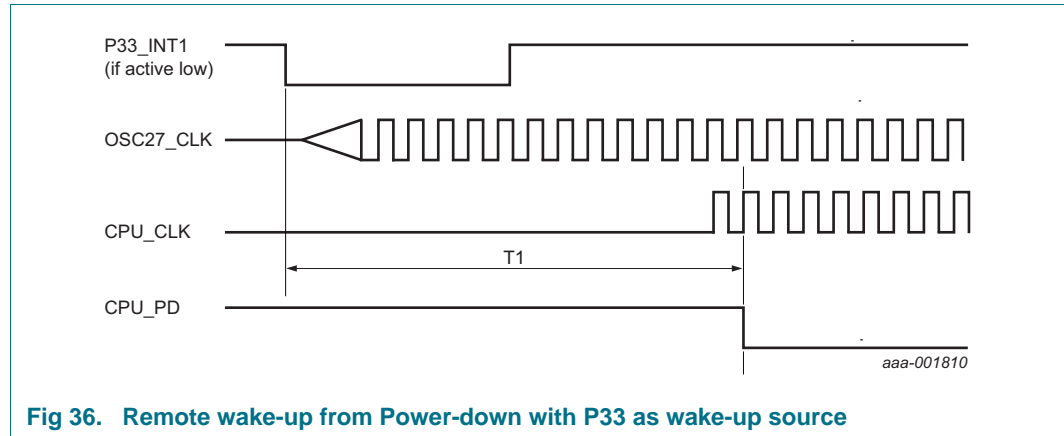 P33_INT1
(if active low)
OSC27_CLK
CPU_CLK
T1
CPU_PD
aaa-001810
Fig 36. Remote wake-up from Power-down with P33 as wake-up source